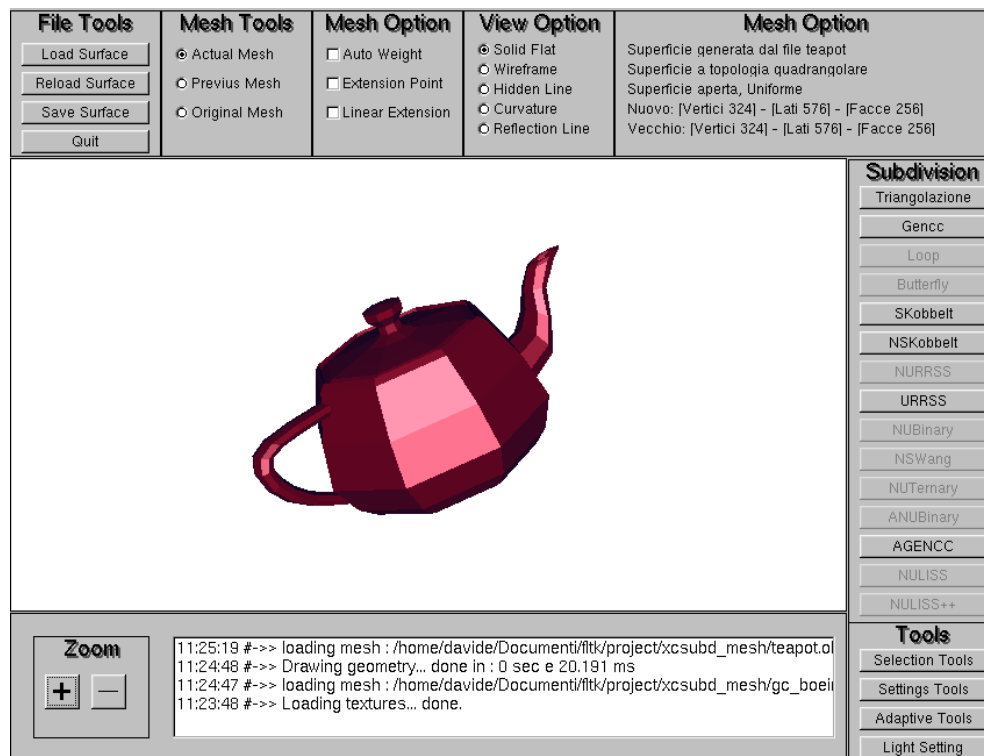 File Tools
Load Surface
Reload Surface
Save Surface
Quit
Mesh Tools
Actual Mesh
Previus Mesh
Original Mesh
Mesh Option
Auto Weight
Extension Point
Linear Extension
View Option
Solid Flat
Wireframe
Hidden Line
Curvature
Reflection Line
Mesh Option
Superficie generata dal file teapot
Superficie a topologia quadrangolare
Superficie aperta, Uniforme
Nuovo: [Vertici 324] - [Lati 576] - [Facce 256]
Vecchio: [Vertici 324] - [Lati 576] - [Facce 256]
Subdivision
Triangolazione
Gencc
Loop
Butterfly
SKobbelt
NSKobbelt
NURRSS
URRSS
NUBinary
NSWang
NUTernary
ANUBinary
AGENCC
NULISS
NULISS++
Tools
Selection Tools
Settings Tools
Adaptive Tools
Light Setting
Zoom
+ —
11:25:19 #->> loading mesh : /home/davide/Documenti/fltk/project/xcsubd_mesh/teapot.o
11:24:48 #->> Drawing geometry... done in : 0 sec e 20.191 ms
11:24:47 #->> loading mesh : /home/davide/Documenti/fltk/project/xcsubd_mesh/gc_boei
11:23:48 #->> Loading textures... done.